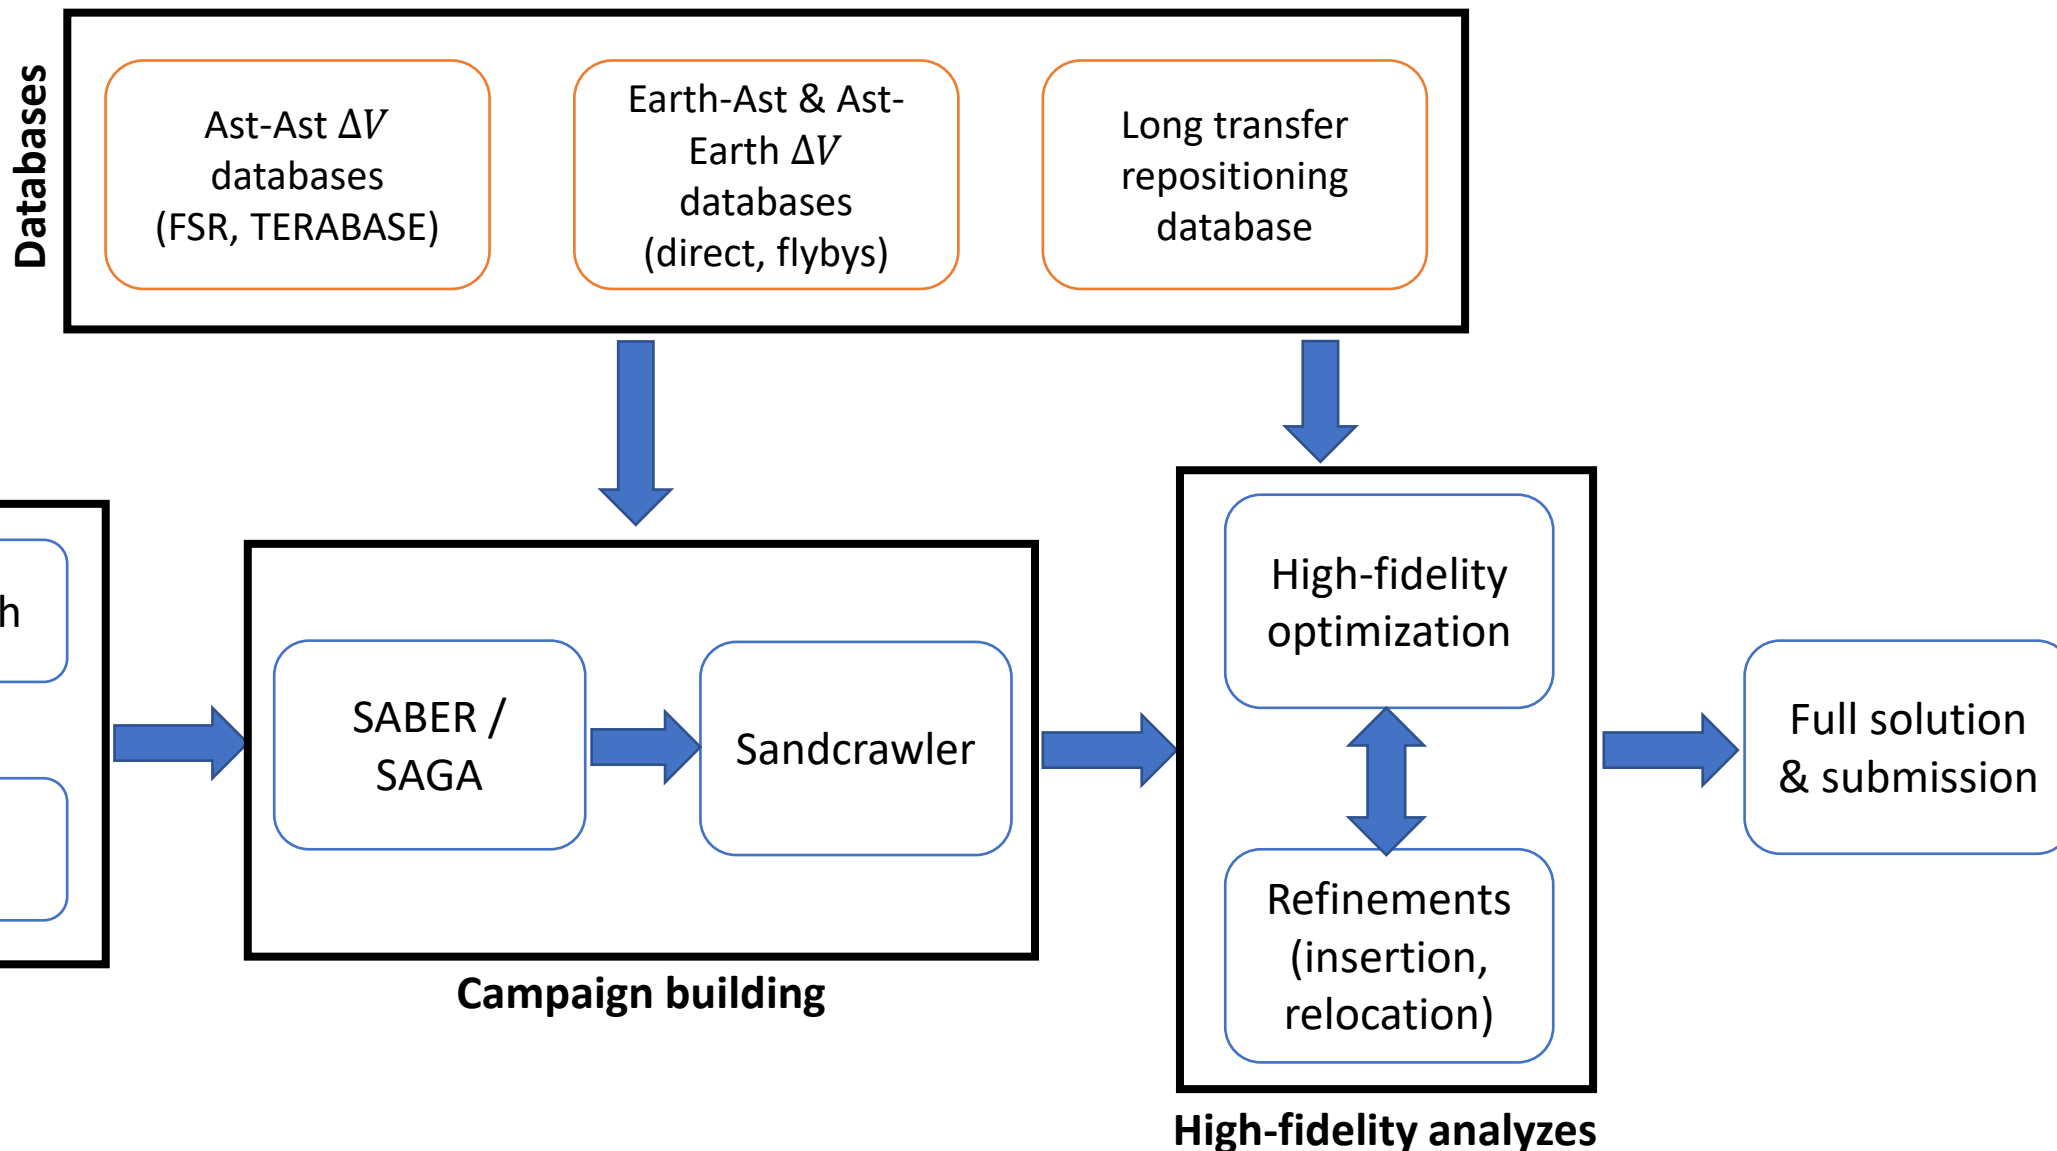 Databases
Ast-Ast ΔV
databases
(FSR, TERABASE)
Earth-Ast & Ast-
Earth ΔV
databases
(direct, flybys)
Long transfer
repositioning
database
h
SABER /
SAGA
Sandcrawler
Campaign building
High-fidelity
optimization
Refinements
(insertion,
relocation)
High-fidelity analyzes
Full solution
& submission